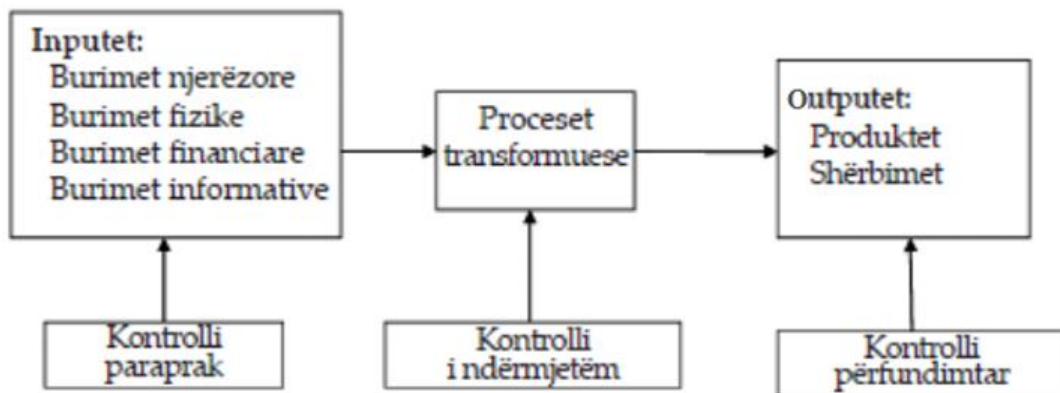 Inputet:
Burimet njerëzore
Burimet fizike
Burimet financiare
Burimet informative
Proceset
transformuese
Outputet:
Produktet
Shërbimet
Kontrolli
paraprak
Kontrolli
i ndërmjetëm
Kontrolli
përfundimtar